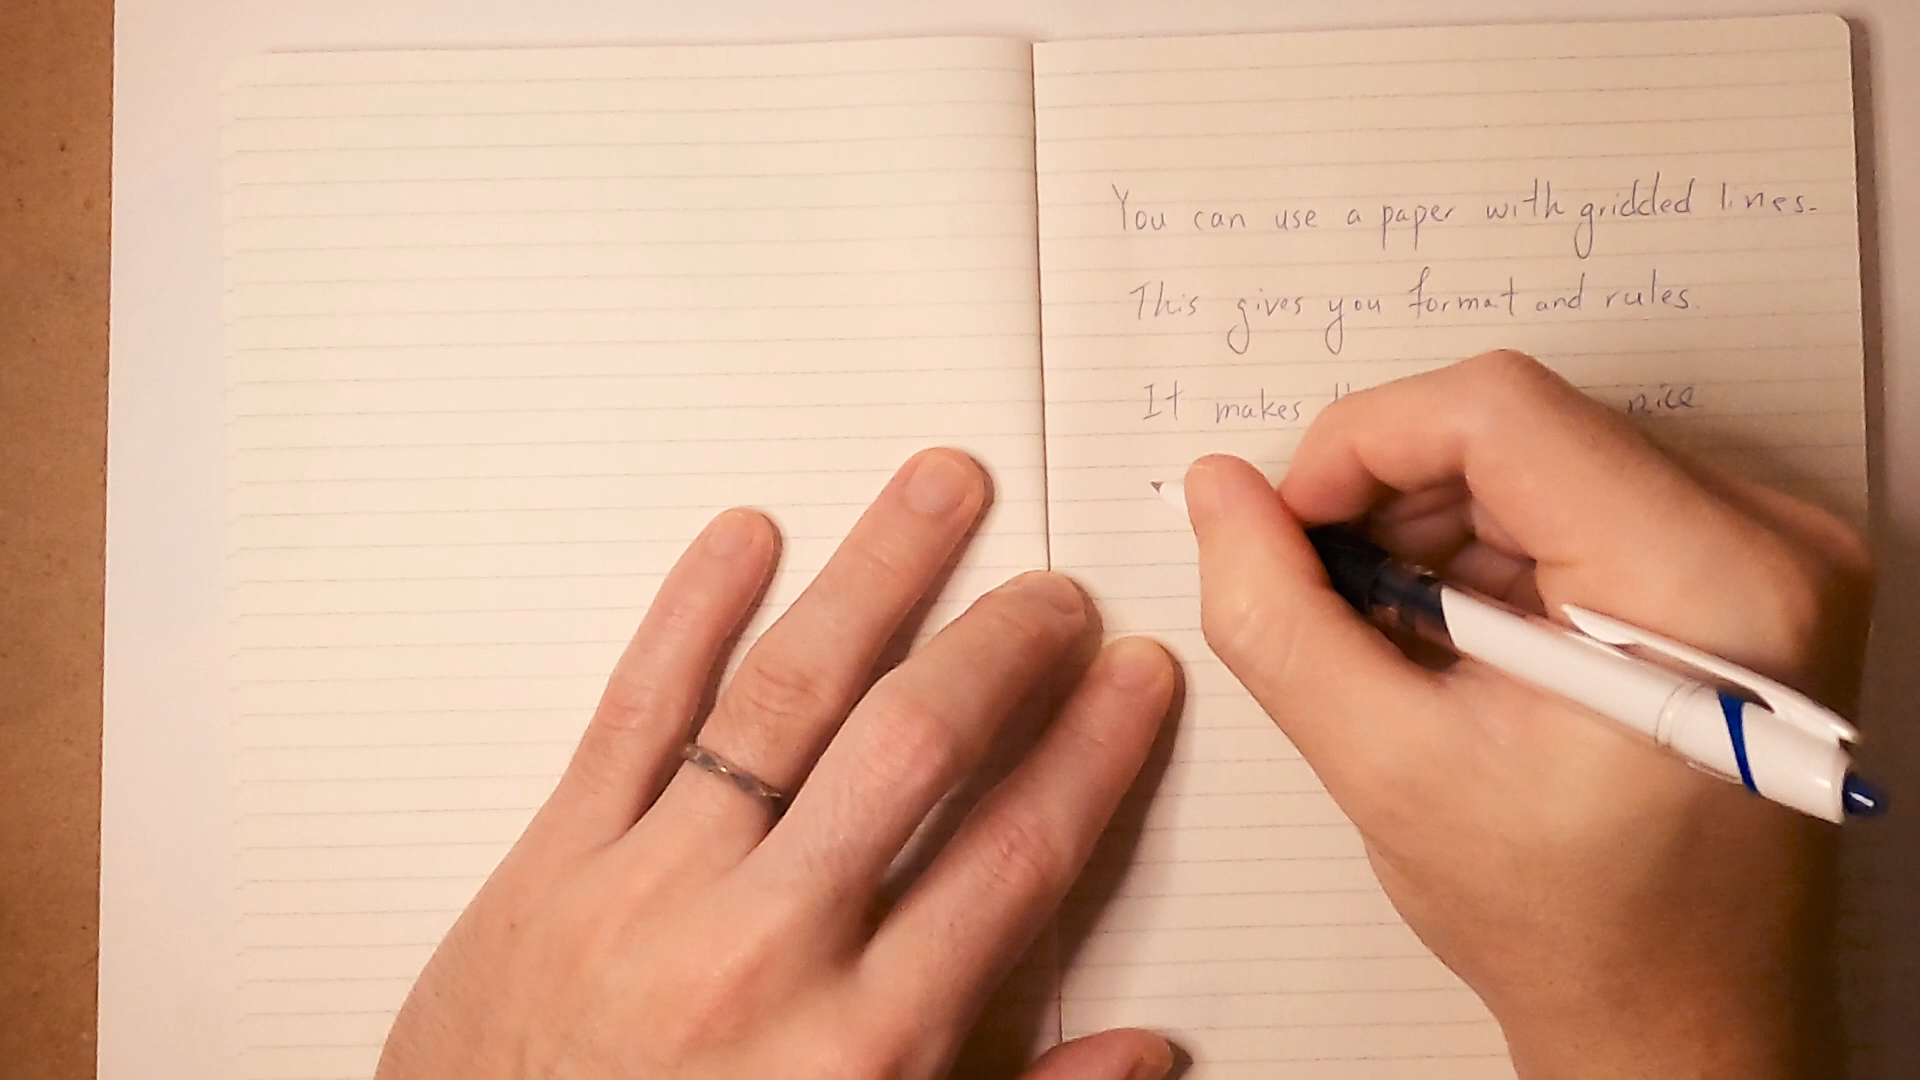 You can use a paper with gridded lines.
This gives you format and rules.
It makes nice